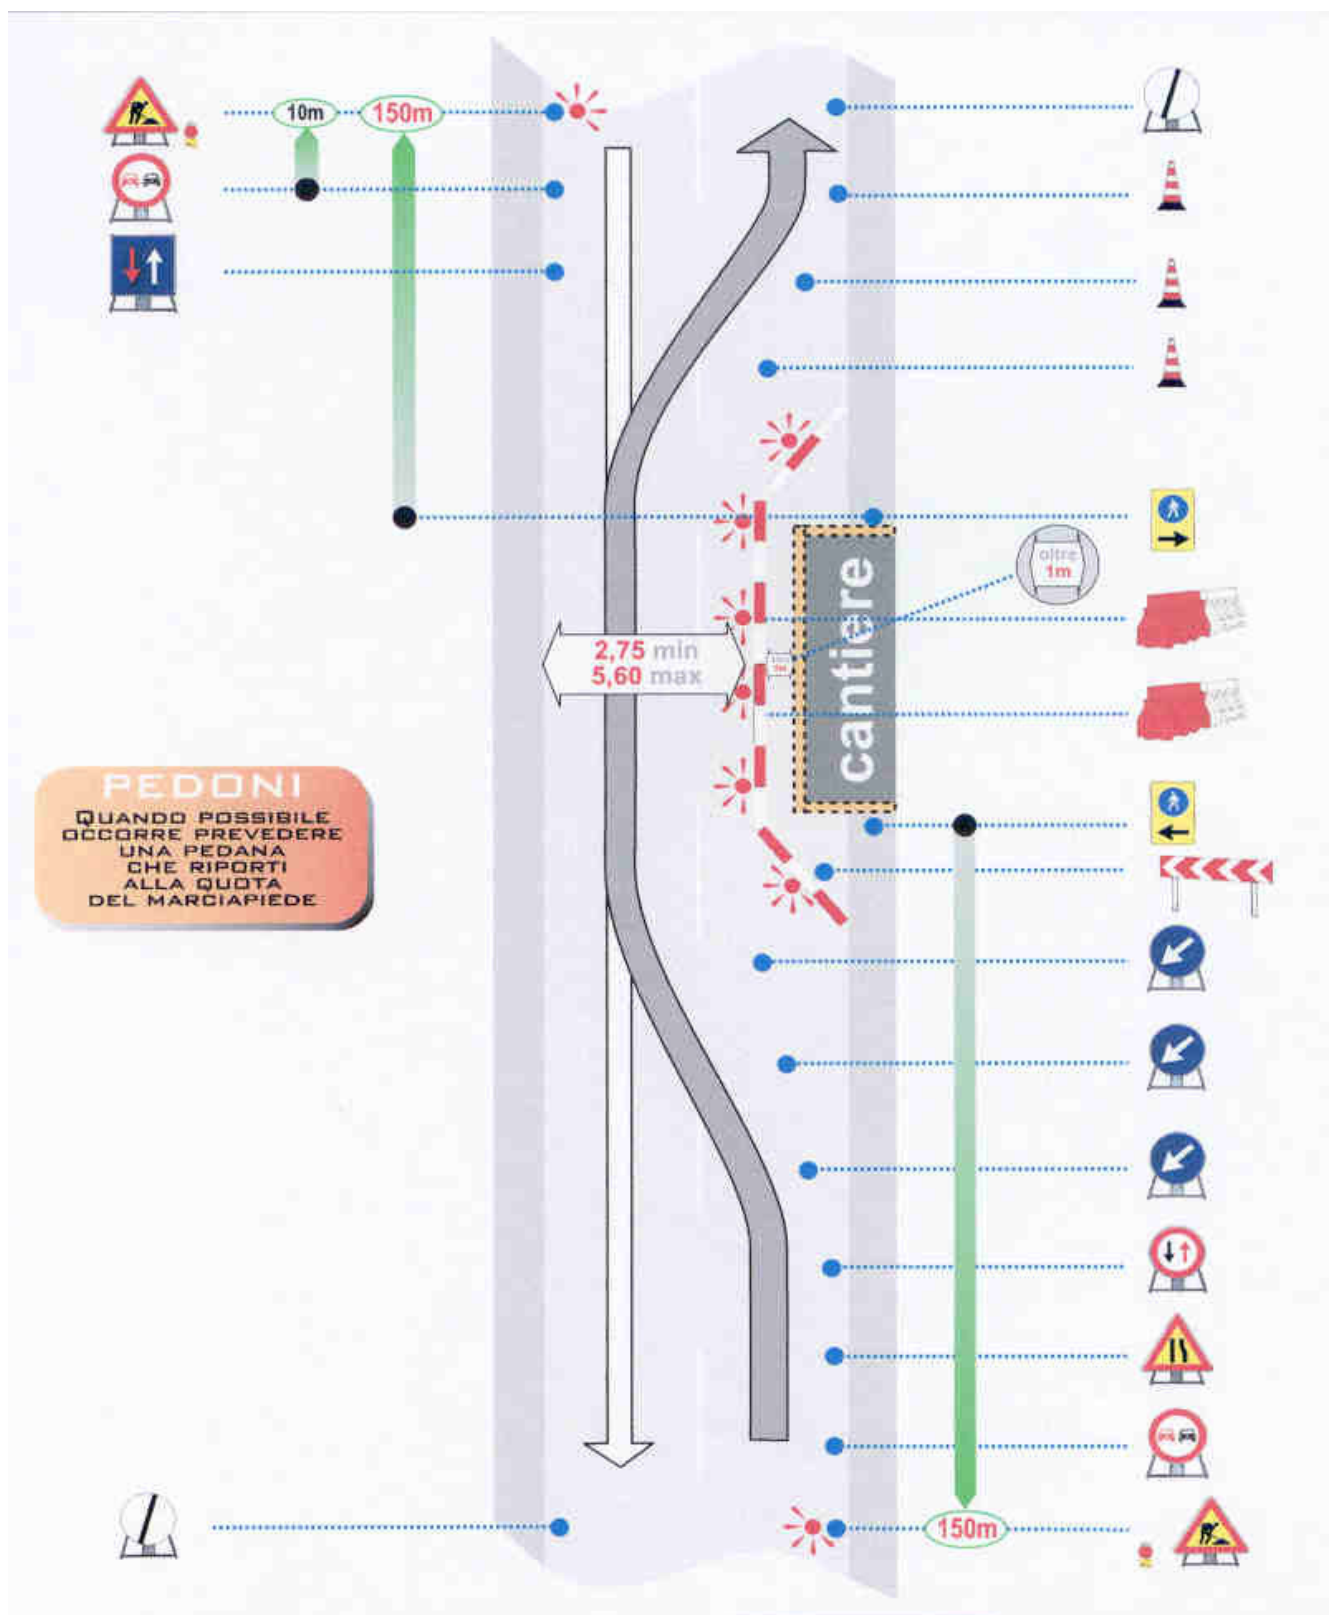 10m
150m
oltre
1m
cantiere
2,75 min
5,60 max
PEDONI
QUANDO POSSIBILE
OCCORRE PREVEDERE
UNA PEDANA
CHE RIPORTI
ALLA QUOTA
DEL MARCIAPIEDE
150m